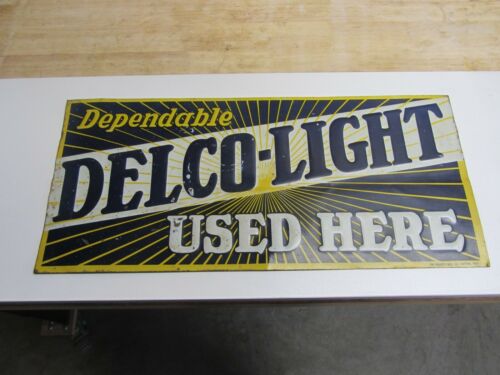 Dependable
DELCO-LIGHT
USED HERE